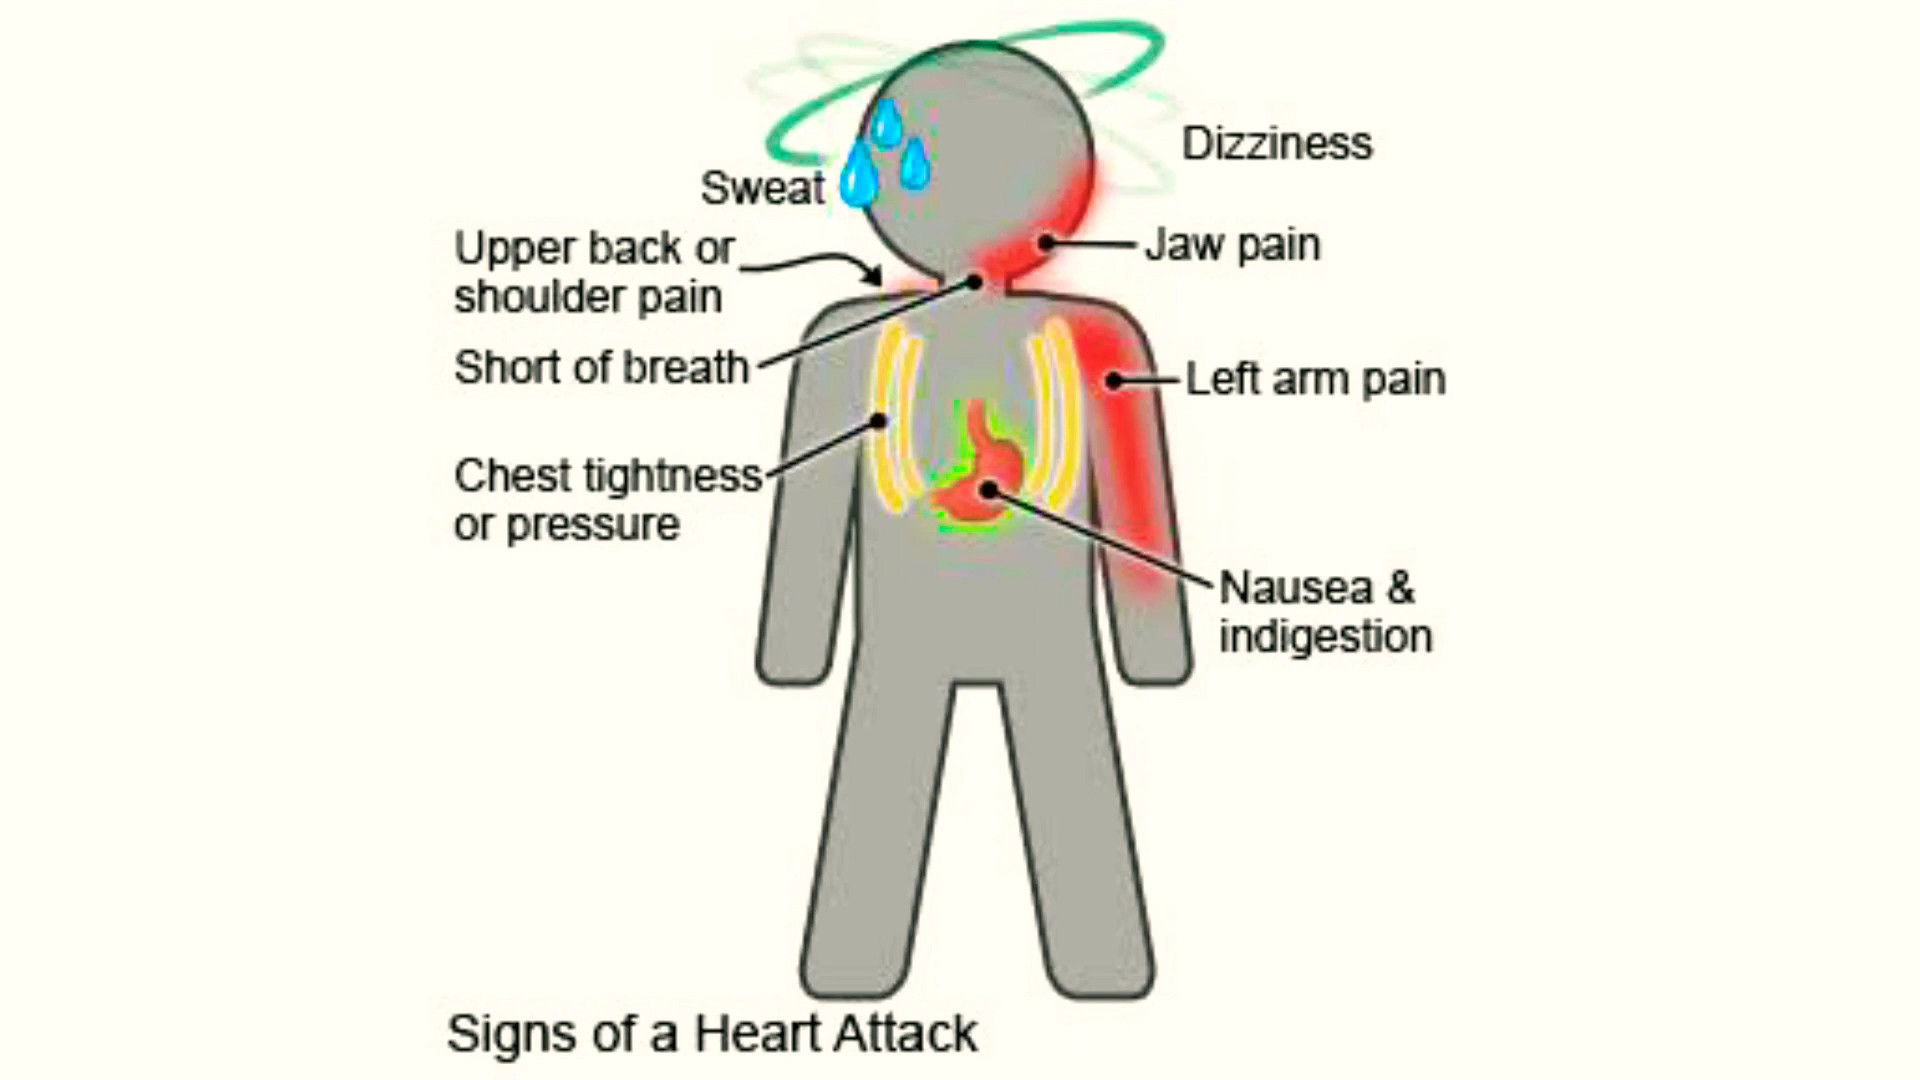 Dizziness
Sweat
Upper back or
shoulder pain
Jaw pain
Short of breath
Left arm pain
Chest tightness
or pressure
Nausea &
indigestion
Signs of a Heart Attack